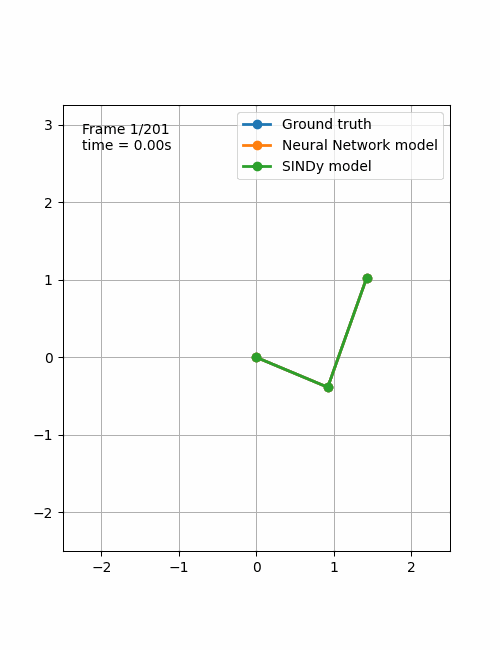 Frame 1/201
time = 0.00s
Ground truth
Neural Network model
SINDy model
3
2
1
0
−1
−2
−2
−1
0
1
2